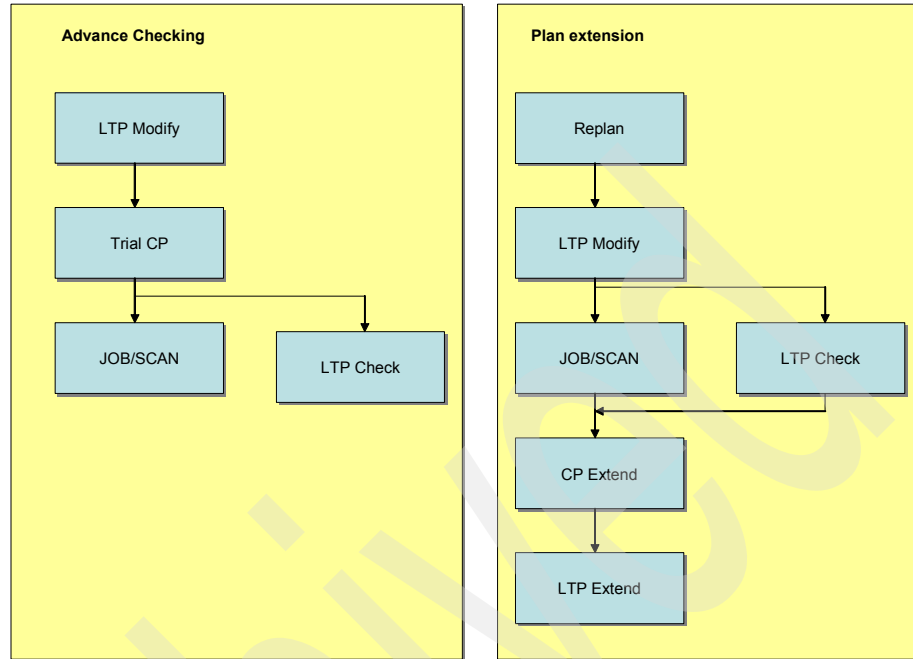 Advance Checking
LTP Modify
Trial CP
JOB/SCAN
LTP Check
Plan extension
Replan
LTP Modify
JOB/SCAN
LTP Check
CP Extend
LTP Extend